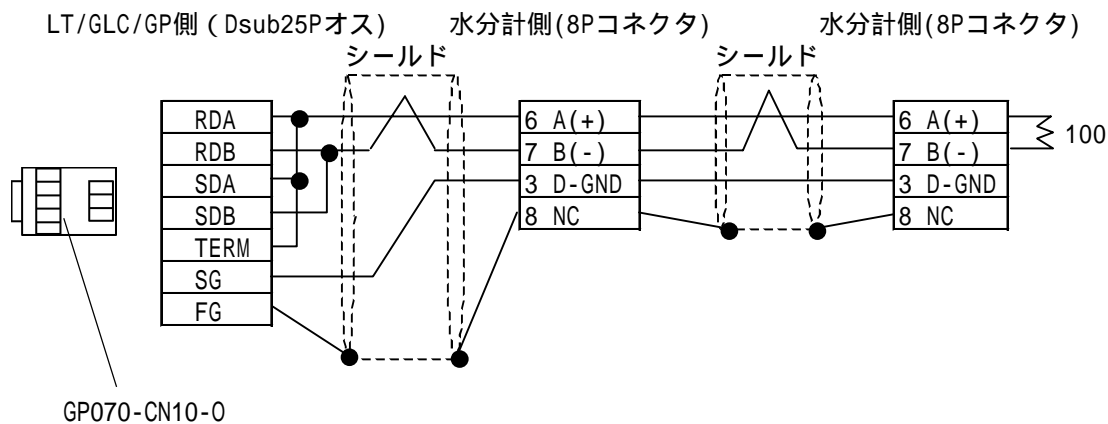 LT/GLC/GP側 ( Dsub25Pオス) 水分計側(8Pコネクタ) 水分計側(8Pコネクタ)
シールド シールド
RDA
RDB
SDA
SDB
TERM
SG
FG
6 A(+)
7 B(-)
3 D-GND
8 NC
6 A(+)
7 B(-)
3 D-GND
8 NC
100
GP070-CN10-O